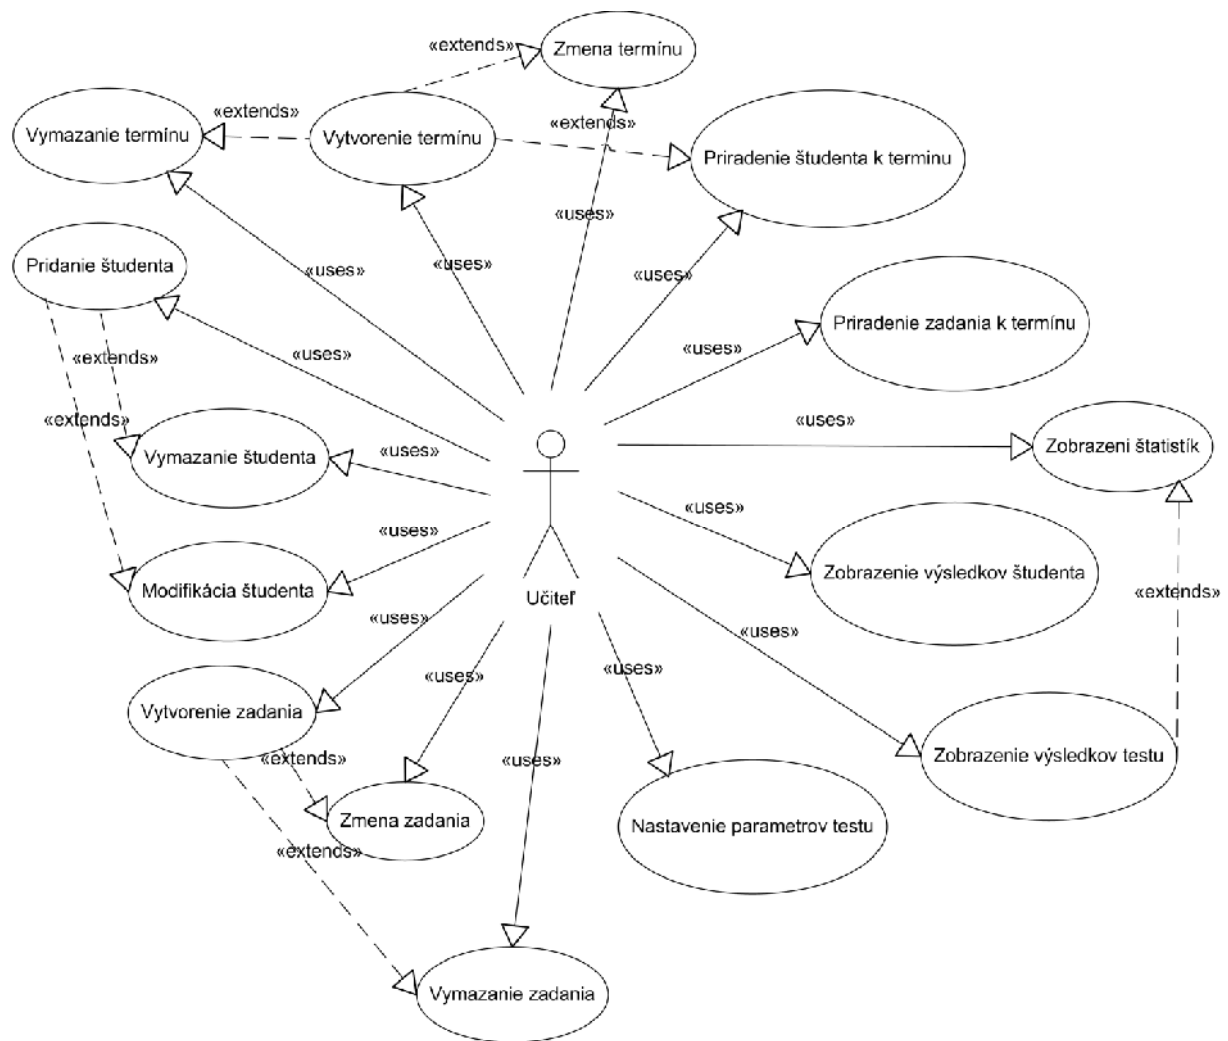 «extends»
Zmena termínu
«extends»
«extends»
Vymazanie termínu
Vytvorenie termínu
Priradenie študenta k terminu
«uses»
Pridanie študenta
«uses»
«uses»
«uses»
Priradenie zadania k termínu
«extends»
«uses»
«uses»
«extends»
«uses»
Zobrazeni štatistík
Vymazanie študenta
«uses»
«uses»
«uses»
Zobrazenie výsledkov študenta
Modifikácia študenta
«extends»
Učiteľ
«uses»
«uses»
«uses»
«uses»
Vytvorenie zadania
«extends»
«uses»
Zobrazenie výsledkov testu
Zmena zadania
Nastavenie parametrov testu
«extends»
Vymazanie zadania